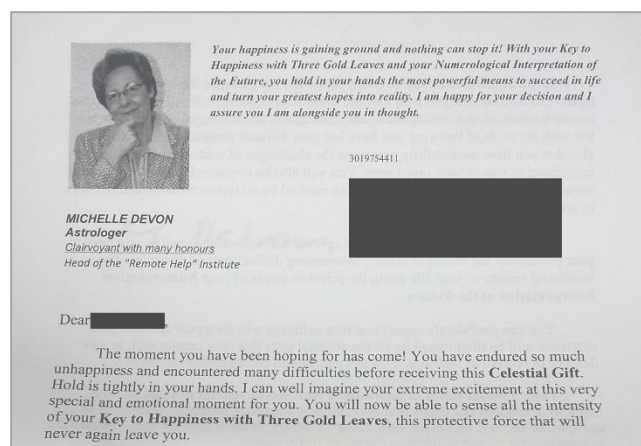 Your happiness is gaining ground and nothing can stop it! With your Key to
Happiness with Three Gold Leaves and your Numerological Interpretation of
the Future, you hold in your hands the most powerful means to succeed in life
and turn your greatest hopes into reality. I am happy for your decision and I
assure you I am alongside you in thought.
3019754411
MICHELLE DEVON
Astrologer
Clairvoyant with many honours
Head of the "Remote Help" Institute
Dear
The moment you have been hoping for has come! You have endured so much
unhappiness and encountered many difficulties before receiving this Celestial Gift.
Hold is tightly in your hands. I can well imagine your extreme excitement at this very
special and emotional moment for you. You will now be able to sense all the intensity
of your Key to Happiness with Three Gold Leaves, this protective force that will
never again leave you.